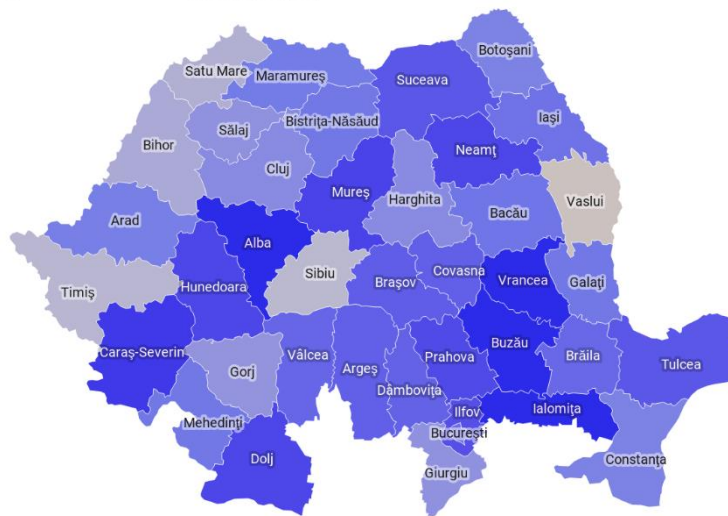 Botoşani
Satu Mare
Maramureş
Suceava
Iaşi
Sălaj
Bistriţa-Năsăud
Bihor
Neamţ
Cluj
Vaslui
Mureş
Harghita
Bacău
Arad
Alba
Sibiu
Covasna
Vrancea
Braşov
Galaţi
Timiş
Hunedoara
Caraş-Severin
Vâlcea
Argeş
Prahova
Buzău
Brăila
Tulcea
Gorj
Dâmboviţa
Ilfov
Ialomiţa
Mehedinţi
Bucureşti
Dolj
Constanţa
Giurgiu